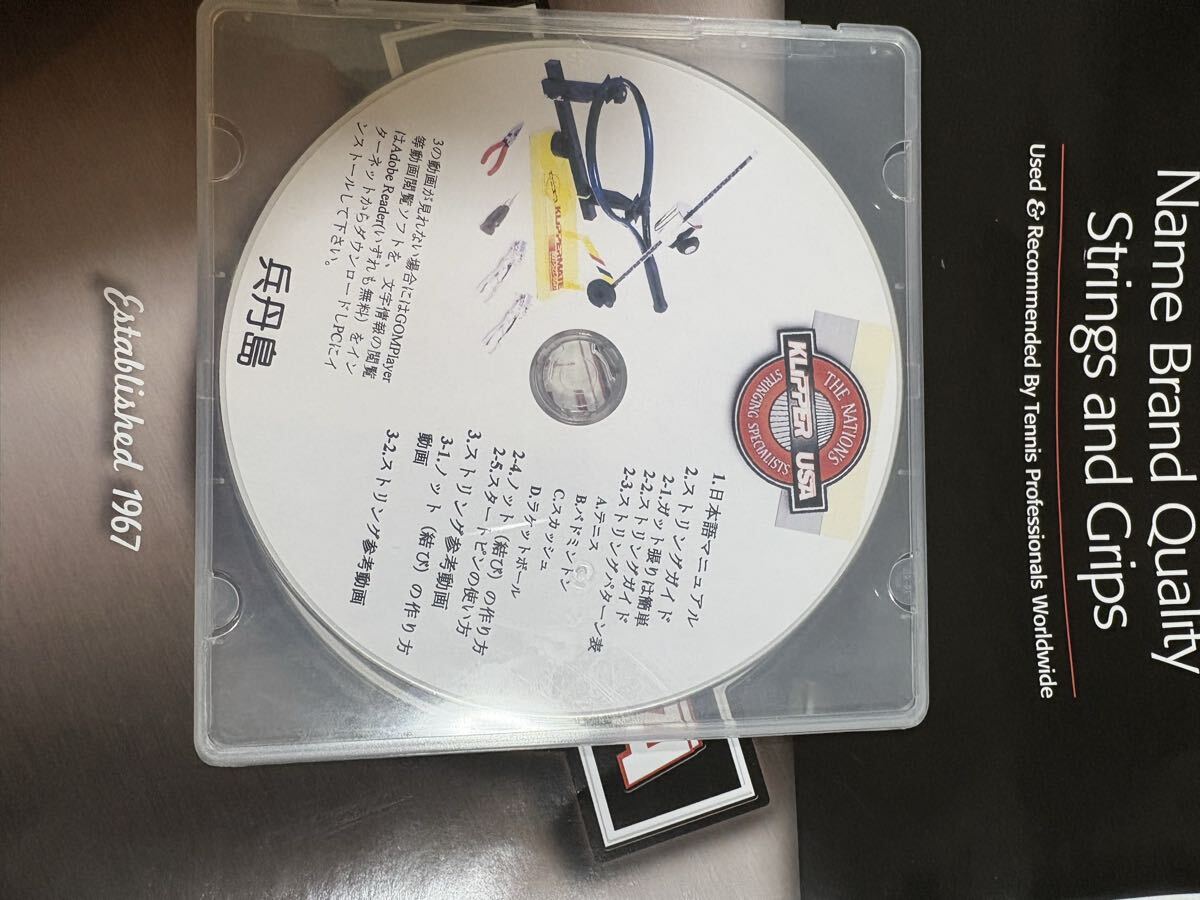 Name Brand Quality
Strings and Grips
Used & Recommended By Tennis Professionals Worldwide
THE NATION'S
KLIPPER USA
STRINGING SPECIALISTS
KLIPPERMATE
1.日本語マニュアル
2.ストリングガイド
2-1.ガット張りは簡単
2-2.ストリングガイド
2-3.ストリングパターン表
A.テニス
B.バドミントン
C.スカッシュ
D.ラケットボール
2-4.ノット（結び）の作り方
2-5.スタートピンの使い方
3.ストリング参考動画
3-1.ノット（結び）の作り方
動画
3-2.ストリング参考動画
3の動画が見れない場合にはGOMPlayer
等動画閲覧ソフトを、文字情報の閲覧
はAdobe Reader(いずれも無料）をイン
ターネットからダウンロードしPCにイ
ンストールして下さい。
兵丹島
Established 1967
A